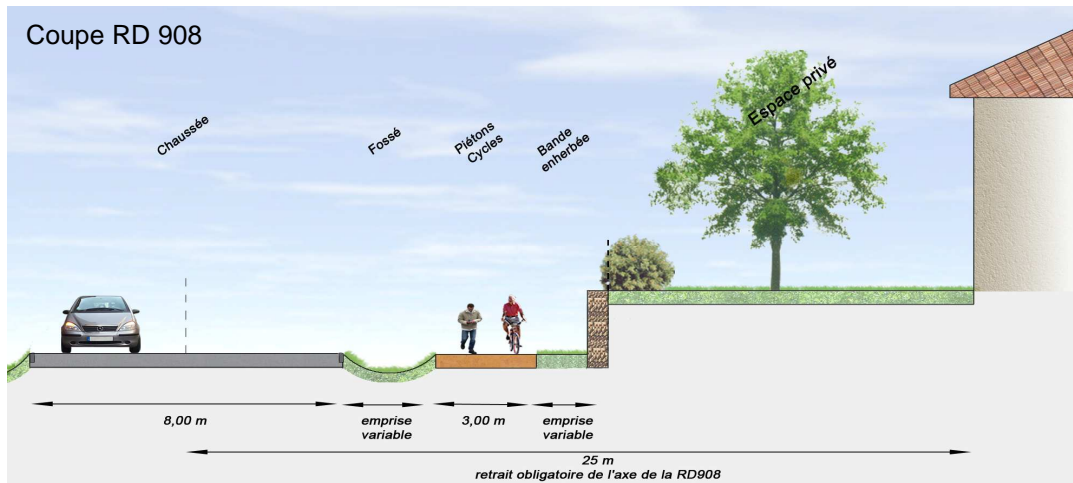 Coupe RD 908
Chaussée
Fossé
Piétons
Cycles
Bande
enherbée
Espace privé
8,00 m
emprise
variable
3,00 m
emprise
variable
25 m
retrait obligatoire de l'axe de la RD908